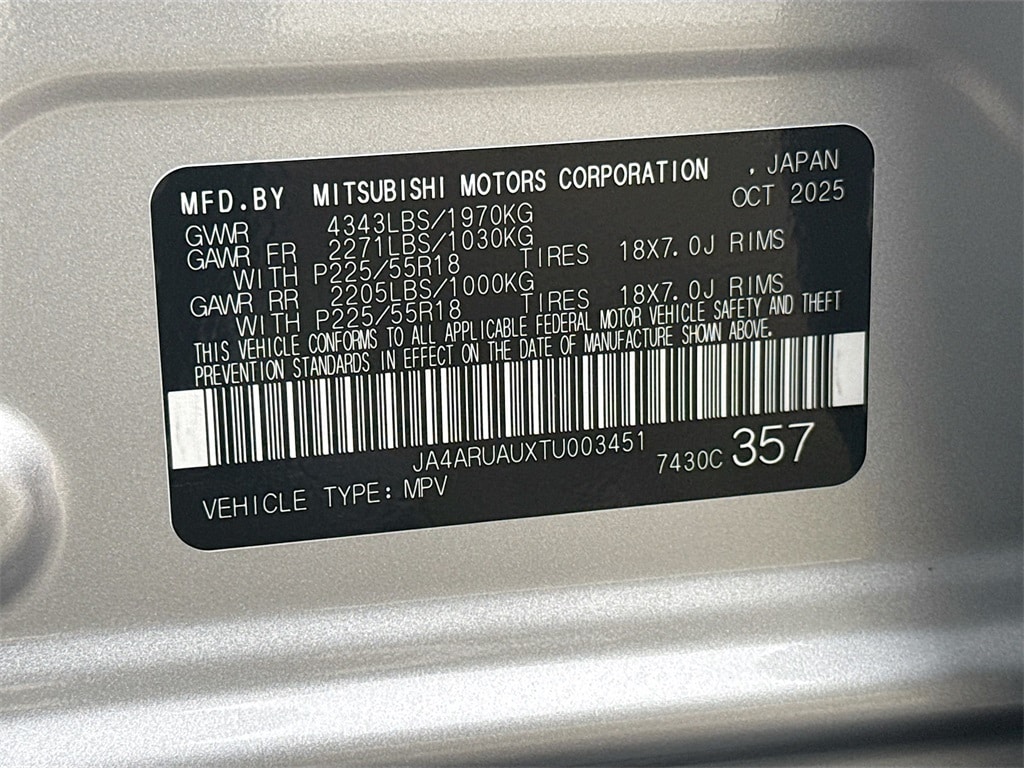 MFD.BY MITSUBISHI MOTORS CORPORATION , JAPAN
OCT 2025
GVWR 4343LBS/1970KG
GAWR FR 2271LBS/1030KG
WITH P225/55R18 TIRES 18X7.0J RIMS
GAWR RR 2205LBS/1000KG
WITH P225/55R18 TIRES 18X7.0J RIMS
THIS VEHICLE CONFORMS TO ALL APPLICABLE FEDERAL MOTOR VEHICLE SAFETY AND THEFT
PREVENTION STANDARDS IN EFFECT ON THE DATE OF MANUFACTURE SHOWN ABOVE.
JA4ARUAUXTU003451 7430C 357
VEHICLE TYPE: MPV